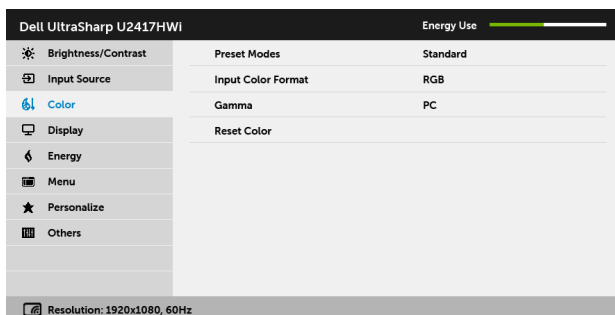 Dell UltraSharp U2417HWi
Energy Use
Brightness/Contrast
Preset Modes Standard
Input Source
Input Color Format RGB
Color
Gamma PC
Display
Reset Color
Energy
Menu
Personalize
Others
Resolution: 1920x1080, 60Hz